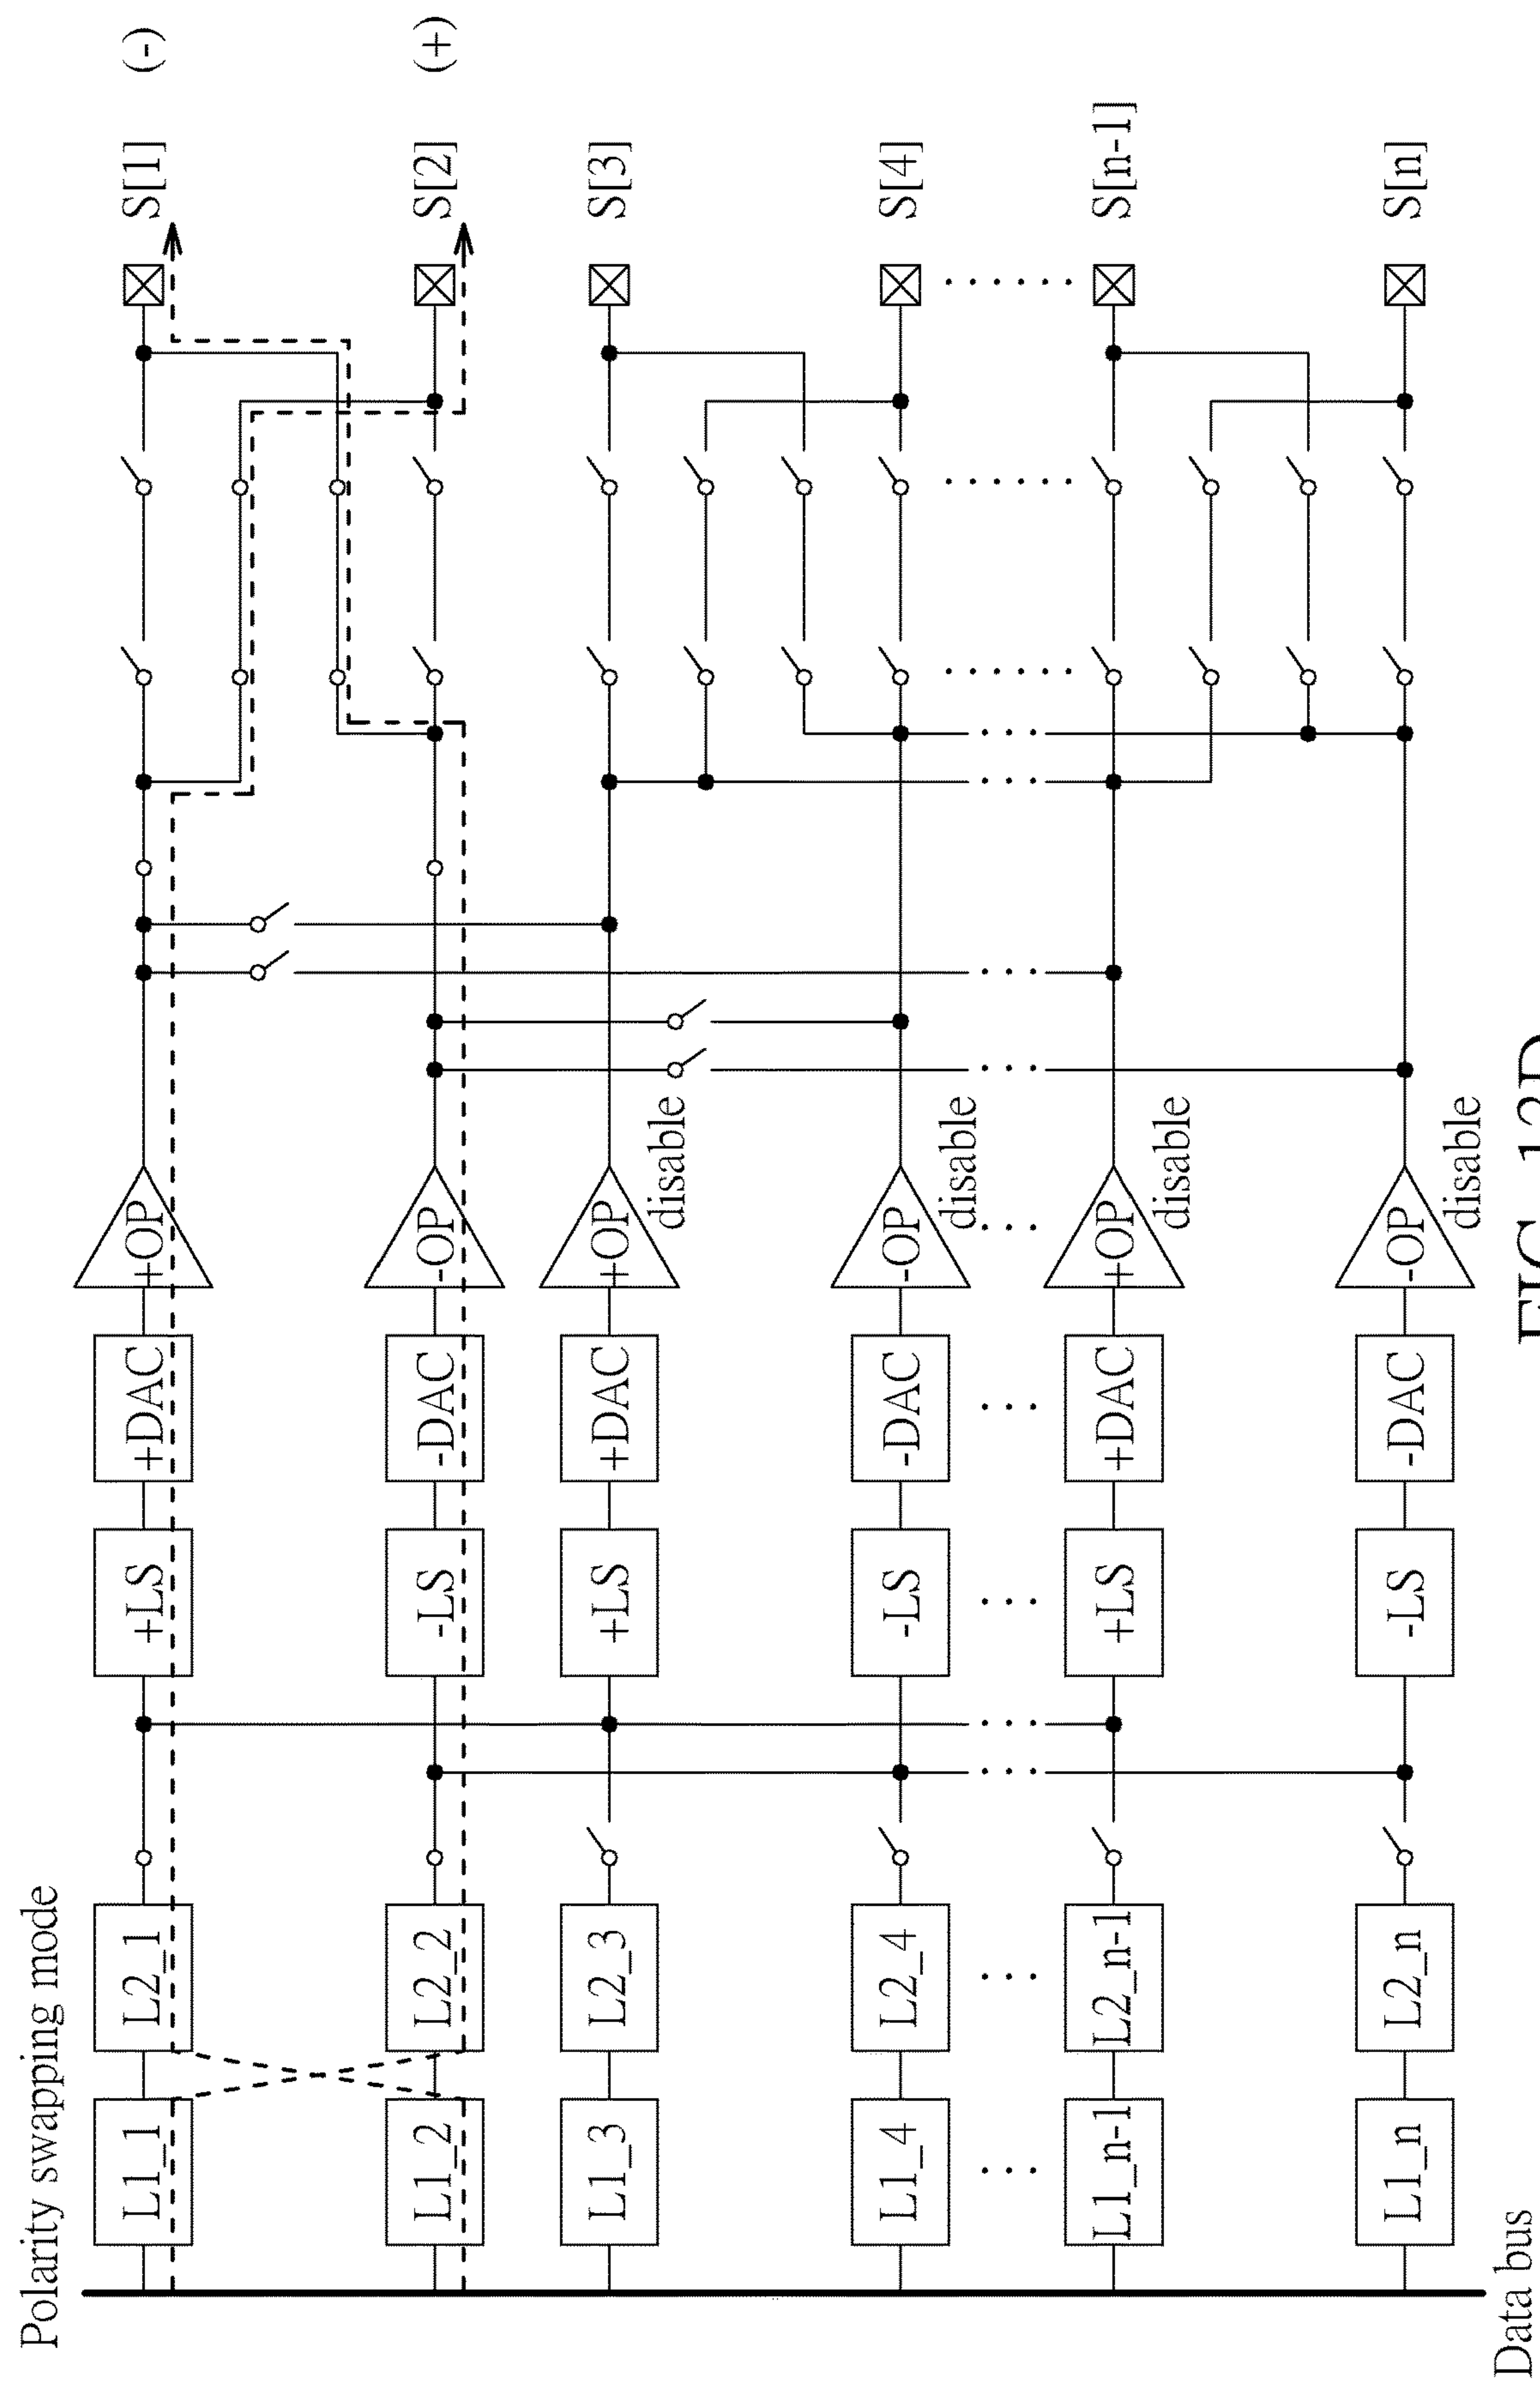 Polarity swapping mode
L1_1 L2_1 +LS +DAC +OP S[1] (-)
L1_2 L2_2 -LS -DAC -OP S[2] (+)
L1_3 L2_3 +LS +DAC +OP S[3]
disable
L1_4 L2_4 -LS -DAC -OP S[4]
disable
L1_n-1 L2_n-1 +LS +DAC +OP S[n-1]
disable
L1_n L2_n -LS -DAC -OP S[n]
disable
Data bus